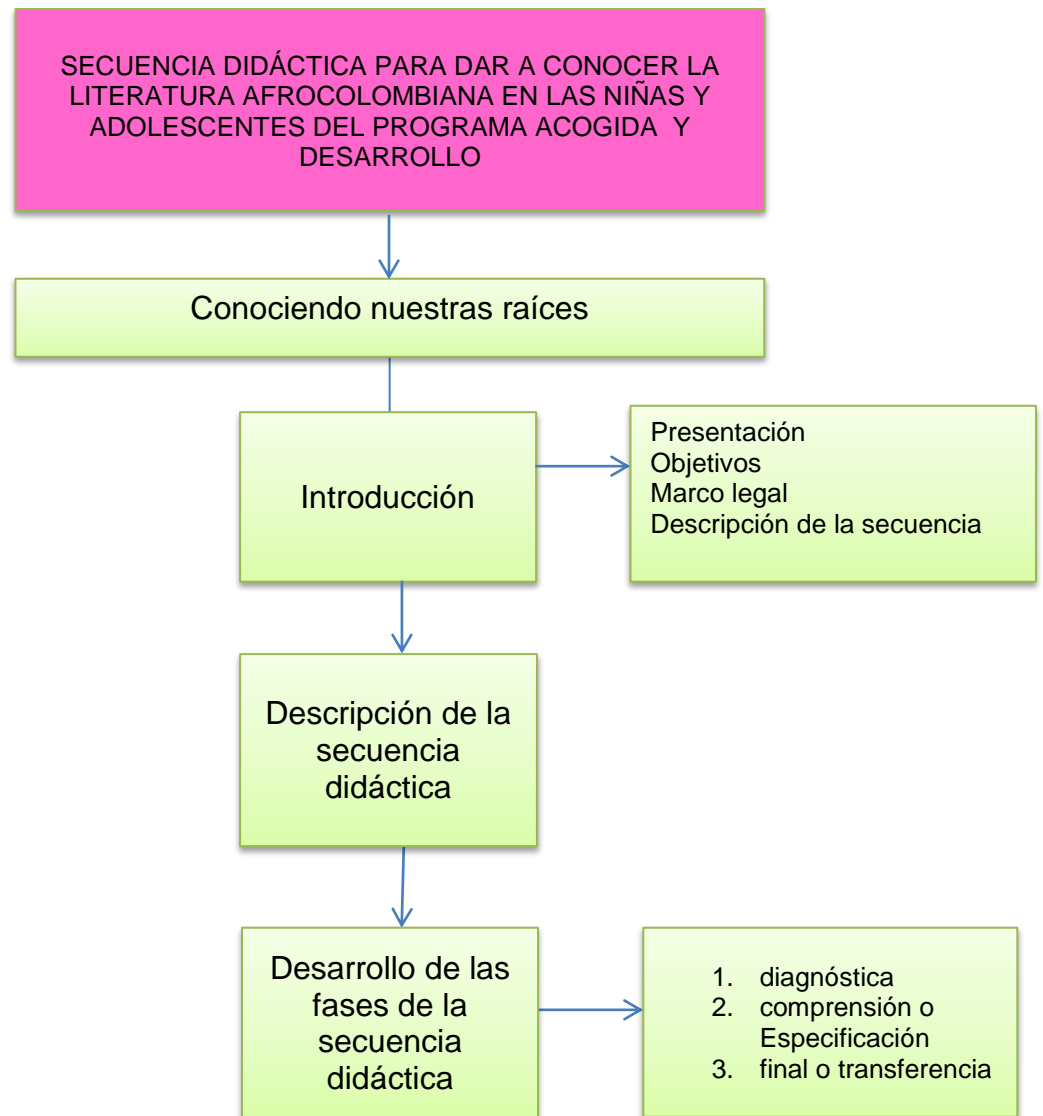 SECUENCIA DIDÁCTICA PARA DAR A CONOCER LA
LITERATURA AFROCOLOMBIANA EN LAS NIÑAS Y
ADOLESCENTES DEL PROGRAMA ACOGIDA Y
DESARROLLO
Conociendo nuestras raíces
Introducción
Presentación
Objetivos
Marco legal
Descripción de la secuencia
Descripción de la
secuencia
didáctica
Desarrollo de las
fases de la
secuencia
didáctica
1. diagnóstica
2. comprensión o
Especificación
3. final o transferencia